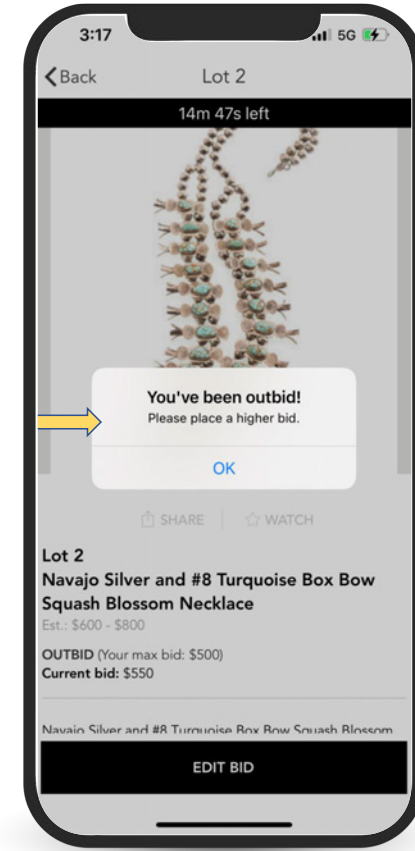 3:17
5G
Back
Lot 2
14m 47s left
You've been outbid!
Please place a higher bid.
OK
SHARE
WATCH
Lot 2
Navajo Silver and #8 Turquoise Box Bow
Squash Blossom Necklace
Est.: $600 - $800
OUTBID (Your max bid: $500)
Current bid: $550
Navajo Silver and #8 Turquoise Box Bow Squash Blossom
EDIT BID